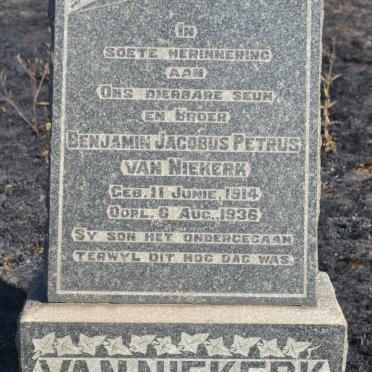 In
soete herinnering
aan
Ons dierbare seun
en broer
Benjamin Jacobus Petrus
van Niekerk
Geb. 11 Junie, 1914
Oorl. 6 Aug. 1936
Sy son het ondergegaan
terwyl dit nog dag was.
VAN NIEKERK